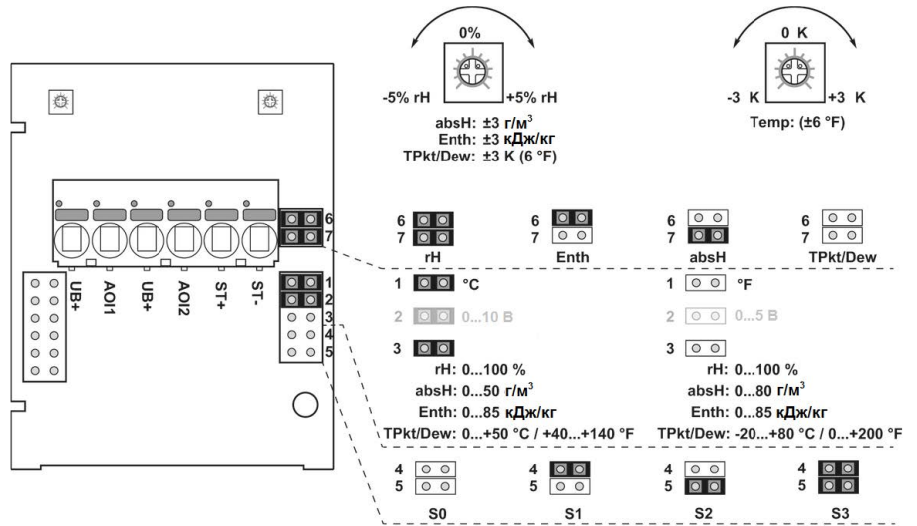 0%
0 K
-5% rH +5% rH
-3 K +3 K
absH: ±3 г/м³
Enth: ±3 кДж/кг
TPkt/Dew: ±3 K (6 °F)
Temp: (±6 °F)
6
7
UB+ AOI1 UB+ AOI2 ST+ ST-
1
2
3
4
5
6 6 6 6
7 7 7 7
rH Enth absH TPkt/Dew
1 °C 1 °F
2 0...10 В 2 0...5 В
3 3
rH: 0...100 % rH: 0...100 %
absH: 0...50 г/м³ absH: 0...80 г/м³
Enth: 0...85 кДж/кг Enth: 0...85 кДж/кг
TPkt/Dew: 0...+50 °C / +40...+140 °F TPkt/Dew: -20...+80 °C / 0...+200 °F
4 4 4 4
5 5 5 5
S0 S1 S2 S3